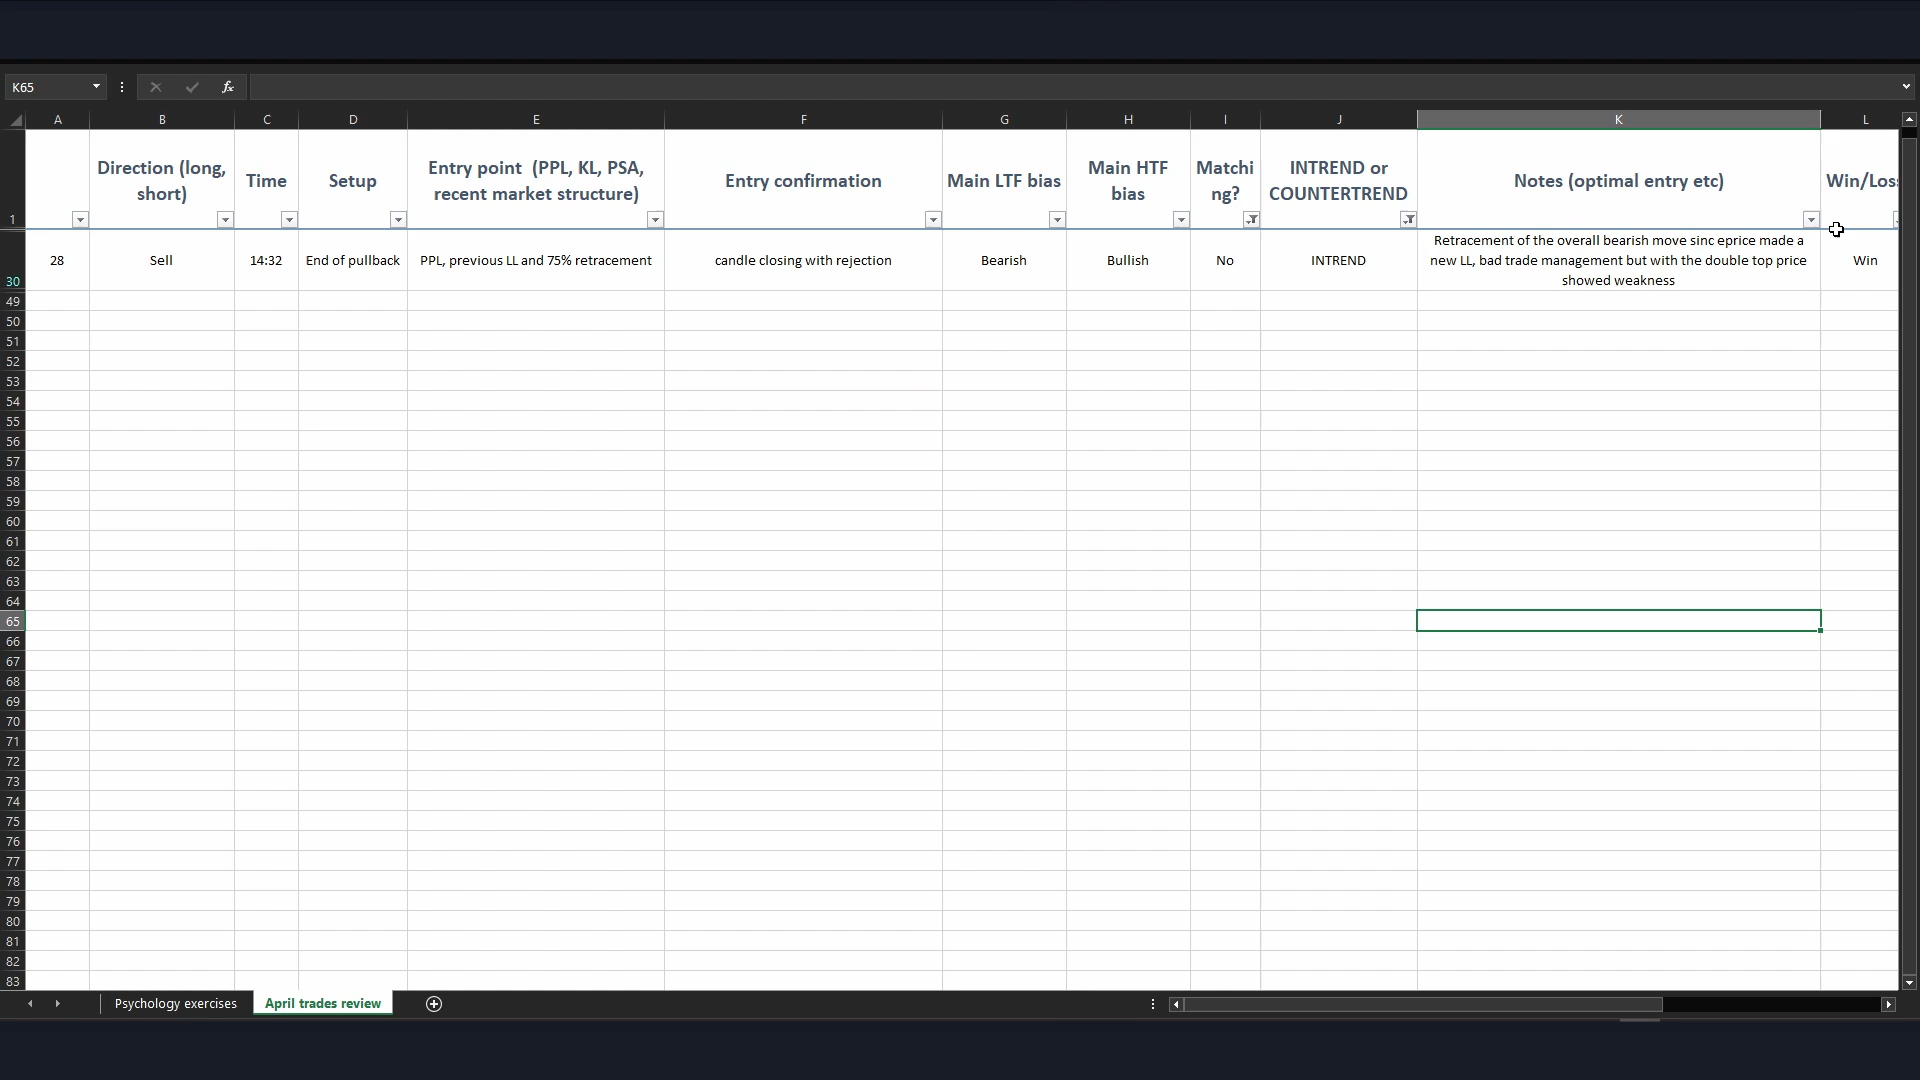 K65
fx
A B C D E F G H I J K L
Direction (long, short)
Time
Setup
Entry point (PPL, KL, PSA, recent market structure)
Entry confirmation
Main LTF bias
Main HTF bias
Matchi ng?
INTREND or COUNTERTREND
Notes (optimal entry etc)
Win/Los
1
28 Sell 14:32 End of pullback PPL, previous LL and 75% retracement candle closing with rejection Bearish Bullish No INTREND
Retracement of the overall bearish move sinc eprice made a
new LL, bad trade management but with the double top price
showed weakness
Win
30
49
50
51
52
53
54
55
56
57
58
59
60
61
62
63
64
65
66
67
68
69
70
71
72
73
74
75
76
77
78
79
80
81
82
83
Psychology exercises
April trades review